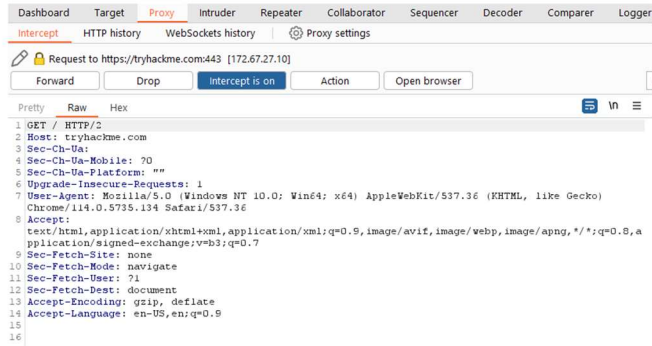 Dashboard Target Proxy Intruder Repeater Collaborator Sequencer Decoder Comparer Logger
Intercept HTTP history WebSockets history Proxy settings
Request to https://tryhackme.com:443 [172.67.27.10]
Forward Drop Intercept is on Action Open browser
Pretty Raw Hex \n
1 GET / HTTP/2
2 Host: tryhackme.com
3 Sec-Ch-Ua:
4 Sec-Ch-Ua-Mobile: ?0
5 Sec-Ch-Ua-Platform: ""
6 Upgrade-Insecure-Requests: 1
7 User-Agent: Mozilla/5.0 (Windows NT 10.0; Win64; x64) AppleWebKit/537.36 (KHTML, like Gecko)
Chrome/114.0.5735.134 Safari/537.36
8 Accept:
text/html,application/xhtml+xml,application/xml;q=0.9,image/avif,image/webp,image/apng,*/*;q=0.8,a
pplication/signed-exchange;v=b3;q=0.7
9 Sec-Fetch-Site: none
10 Sec-Fetch-Mode: navigate
11 Sec-Fetch-User: ?1
12 Sec-Fetch-Dest: document
13 Accept-Encoding: gzip, deflate
14 Accept-Language: en-US,en;q=0.9
15
16